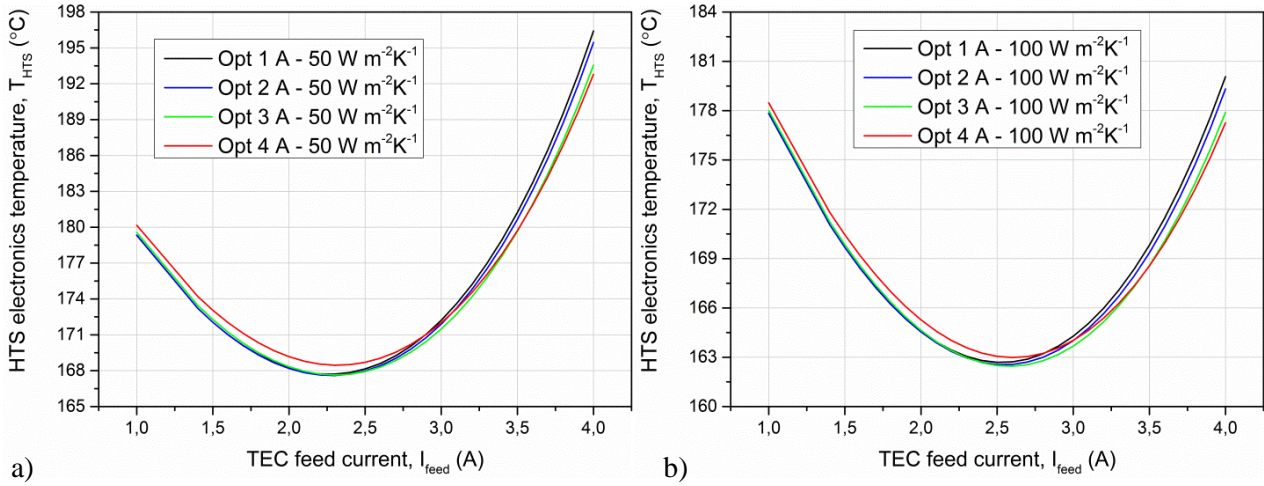 HTS electronics temperature, T_HTS (°C)
198
195
192
189
186
183
180
177
174
171
168
165
Opt 1 A - 50 W m⁻²K⁻¹
Opt 2 A - 50 W m⁻²K⁻¹
Opt 3 A - 50 W m⁻²K⁻¹
Opt 4 A - 50 W m⁻²K⁻¹
1,0 1,5 2,0 2,5 3,0 3,5 4,0
TEC feed current, I_feed (A)
a)
HTS electronics temperature, T_HTS (°C)
184
181
178
175
172
169
166
163
160
Opt 1 A - 100 W m⁻²K⁻¹
Opt 2 A - 100 W m⁻²K⁻¹
Opt 3 A - 100 W m⁻²K⁻¹
Opt 4 A - 100 W m⁻²K⁻¹
1,0 1,5 2,0 2,5 3,0 3,5 4,0
TEC feed current, I_feed (A)
b)